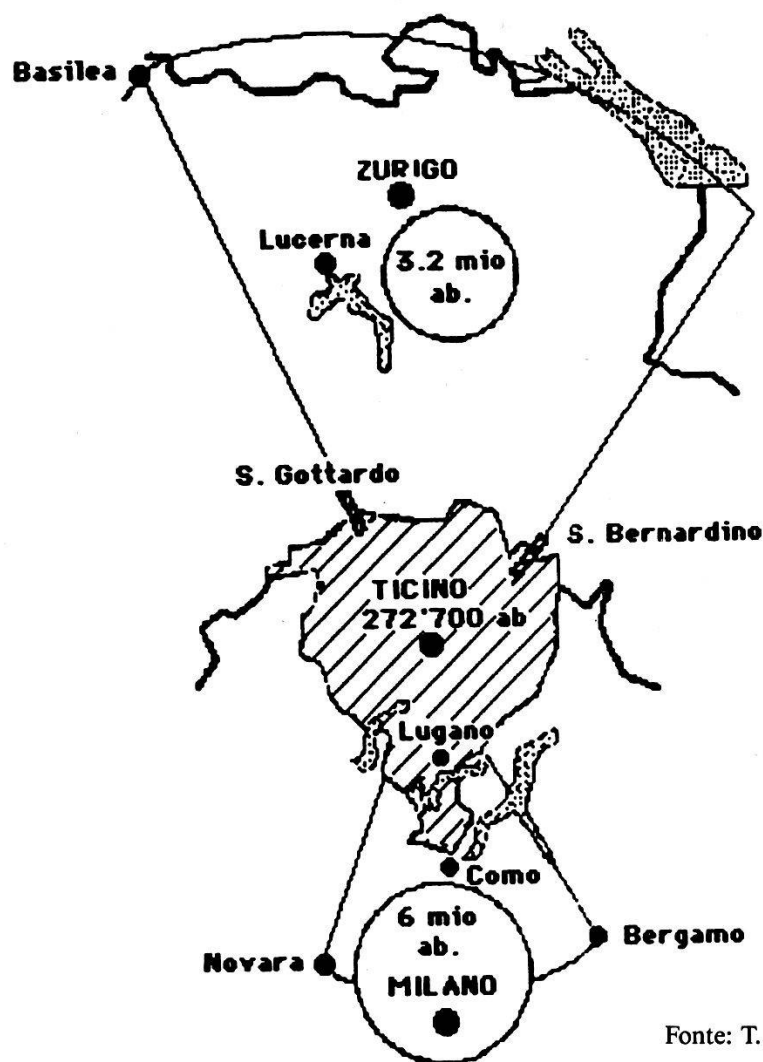 Basilea
ZURIGO
Lucerna
3.2 mio
ab.
S. Gottardo
S. Bernardino
TICINO
272'700 ab
Lugano
Como
6 mio
ab.
Bergamo
Novara
MILANO
Fonte: T.